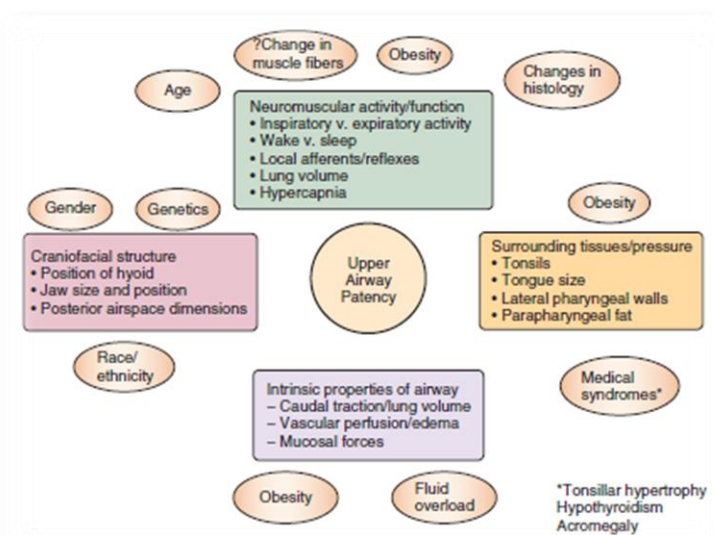 ?Change in
muscle fibers
Obesity
Changes in
histology
Age
Neuromuscular activity/function
• Inspiratory v. expiratory activity
• Wake v. sleep
• Local afferents/reflexes
• Lung volume
• Hypercapnia
Gender
Genetics
Obesity
Craniofacial structure
• Position of hyoid
• Jaw size and position
• Posterior airspace dimensions
Upper
Airway
Patency
Surrounding tissues/pressure
• Tonsils
• Tongue size
• Lateral pharyngeal walls
• Parapharyngeal fat
Race/
ethnicity
Intrinsic properties of airway
– Caudal traction/lung volume
– Vascular perfusion/edema
– Mucosal forces
Medical
syndromes*
Obesity
Fluid
overload
*Tonsillar hypertrophy
Hypothyroidism
Acromegaly